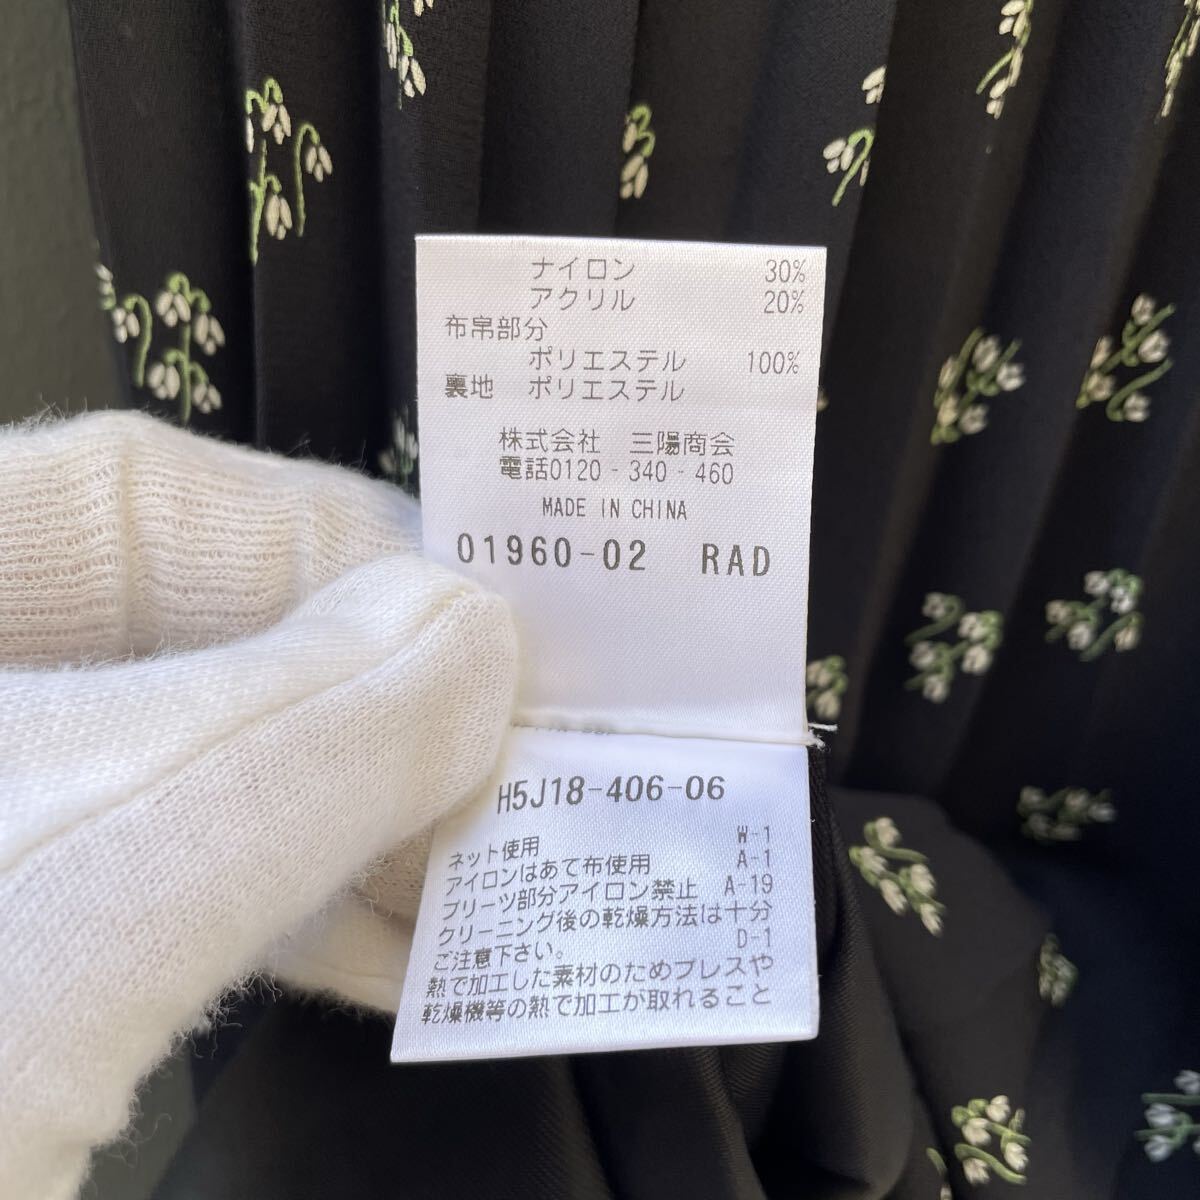 ナイロン 30%
アクリル 20%
布帛部分
ポリエステル 100%
裏地 ポリエステル
株式会社 三陽商会
電話0120-340-460
MADE IN CHINA
01960-02 RAD
H5J18-406-06
ネット使用 W-1
アイロンはあて布使用 A-1
プリーツ部分アイロン禁止 A-19
クリーニング後の乾燥方法は十分
ご注意下さい。 D-1
熱で加工した素材のためプレスや
乾燥機等の熱で加工が取れること